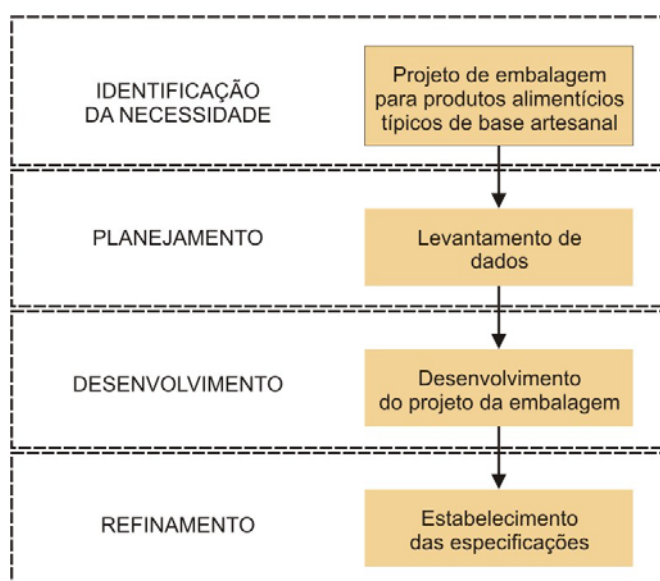 IDENTIFICAÇÃO
DA NECESSIDADE
Projeto de embalagem
para produtos alimentícios
típicos de base artesanal
PLANEJAMENTO
Levantamento de
dados
DESENVOLVIMENTO
Desenvolvimento
do projeto da embalagem
REFINAMENTO
Estabelecimento
das especificações